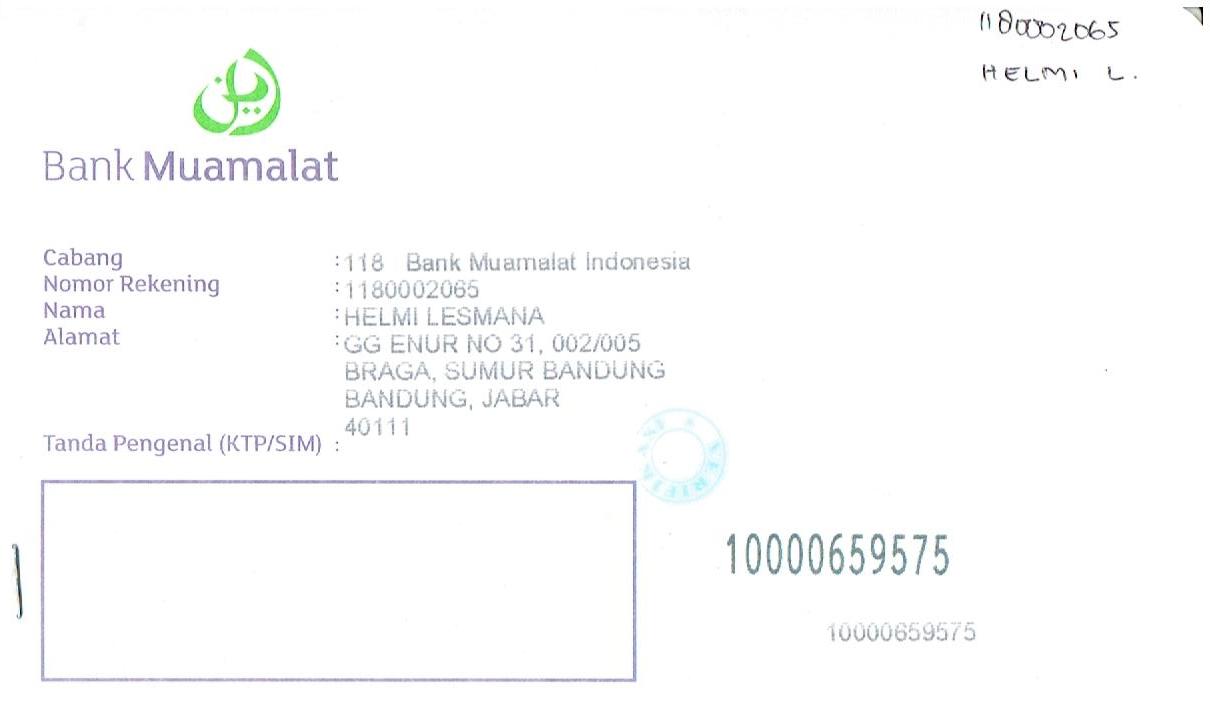 1180002065
HELMI L.
Bank Muamalat
Cabang : 118 Bank Muamalat Indonesia
Nomor Rekening : 1180002065
Nama : HELMI LESMANA
Alamat : GG ENUR NO 31, 002/005
BRAGA, SUMUR BANDUNG
BANDUNG, JABAR
40111
Tanda Pengenal (KTP/SIM) :
VERIFIKASI
10000659575
10000659575